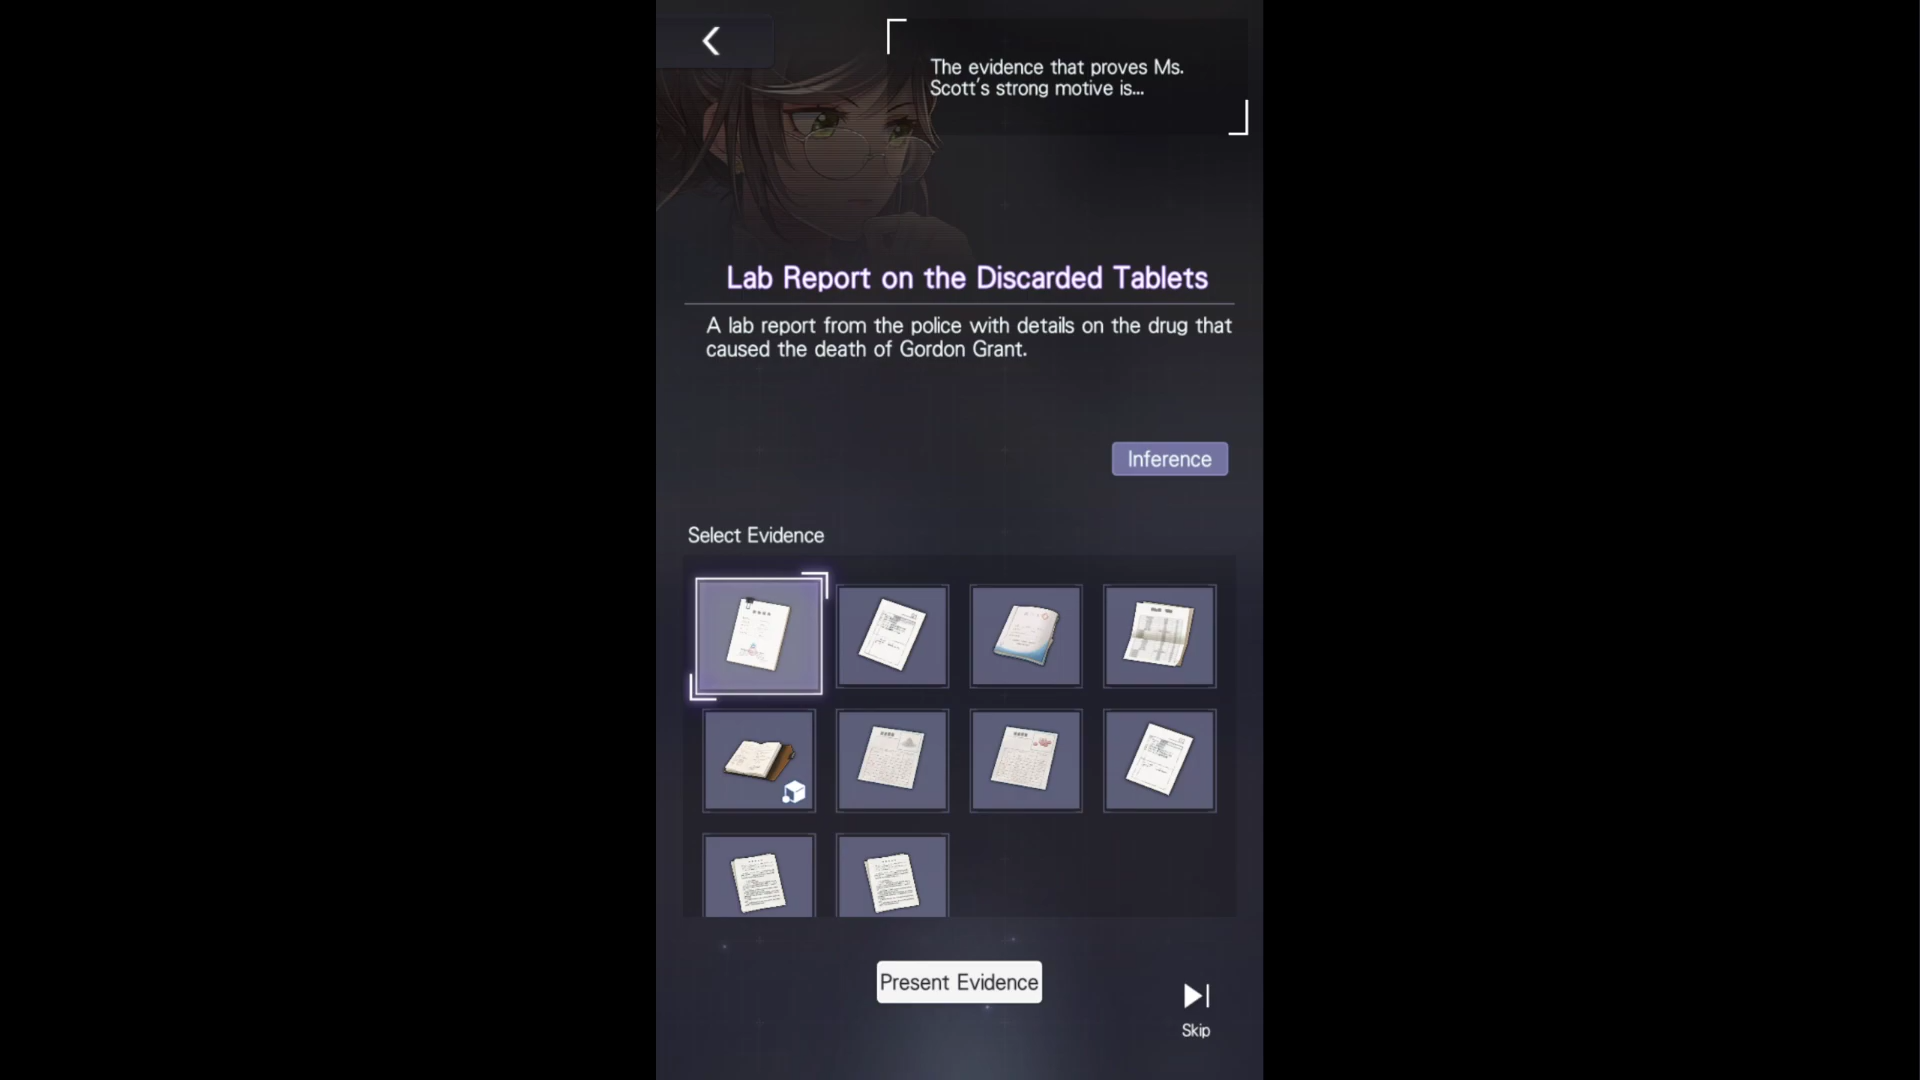 The evidence that proves Ms.
Scott's strong motive is...
Lab Report on the Discarded Tablets
A lab report from the police with details on the drug that
caused the death of Gordon Grant.
Inference
Select Evidence
Present Evidence
Skip